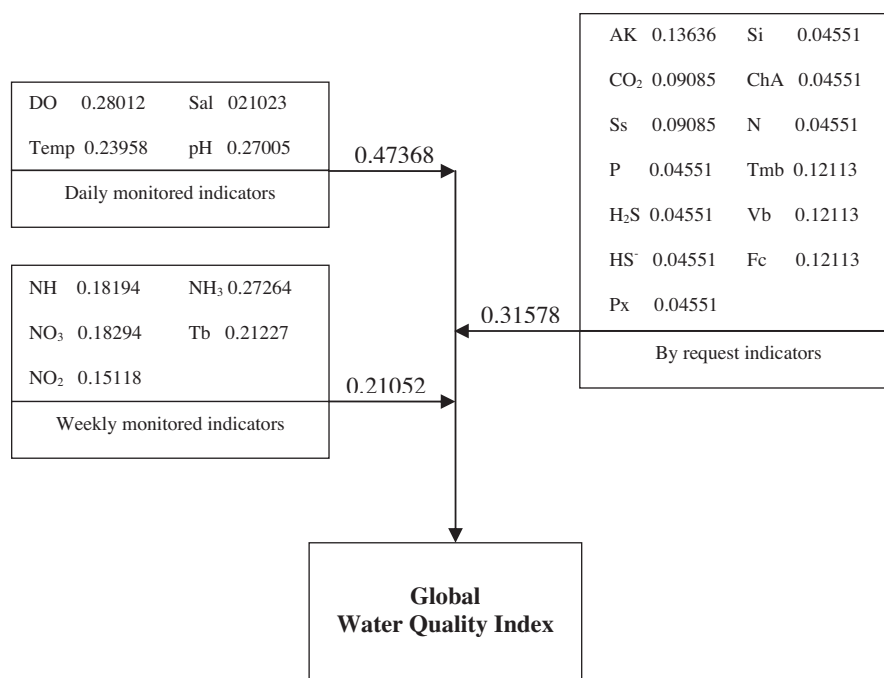 DO 0.28012 Sal 021023
Temp 0.23958 pH 0.27005
Daily monitored indicators
0.47368
NH 0.18194 NH₃ 0.27264
NO₃ 0.18294 Tb 0.21227
NO₂ 0.15118
Weekly monitored indicators
0.21052
AK 0.13636 Si 0.04551
CO₂ 0.09085 ChA 0.04551
Ss 0.09085 N 0.04551
P 0.04551 Tmb 0.12113
H₂S 0.04551 Vb 0.12113
HS⁻ 0.04551 Fc 0.12113
Px 0.04551
By request indicators
0.31578
Global
Water Quality Index